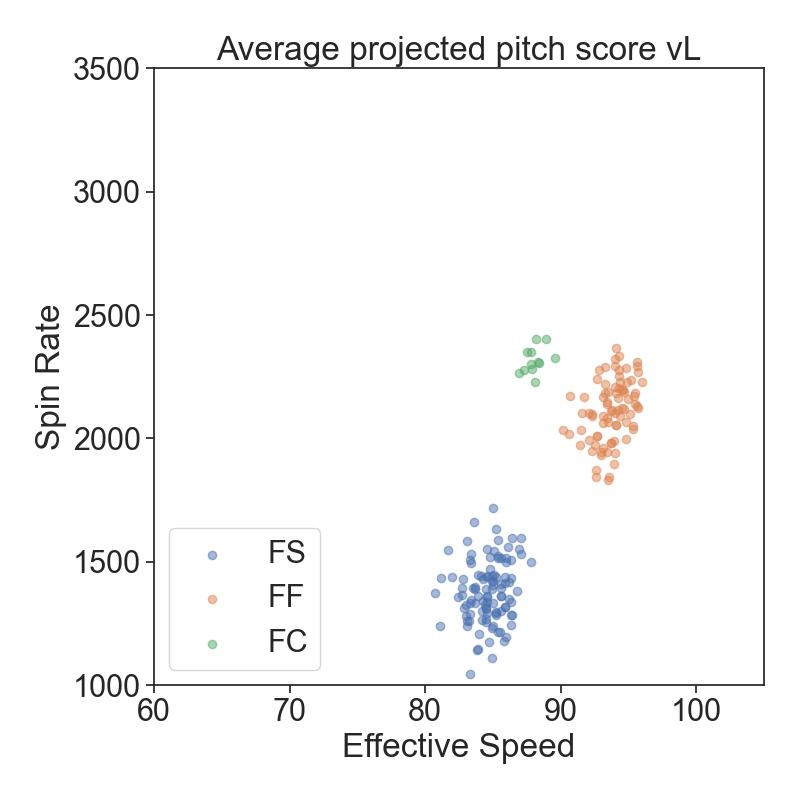 Average projected pitch score vL
3500
3000
2500
2000
1500
1000
Spin Rate
FS
FF
FC
60 70 80 90 100
Effective Speed